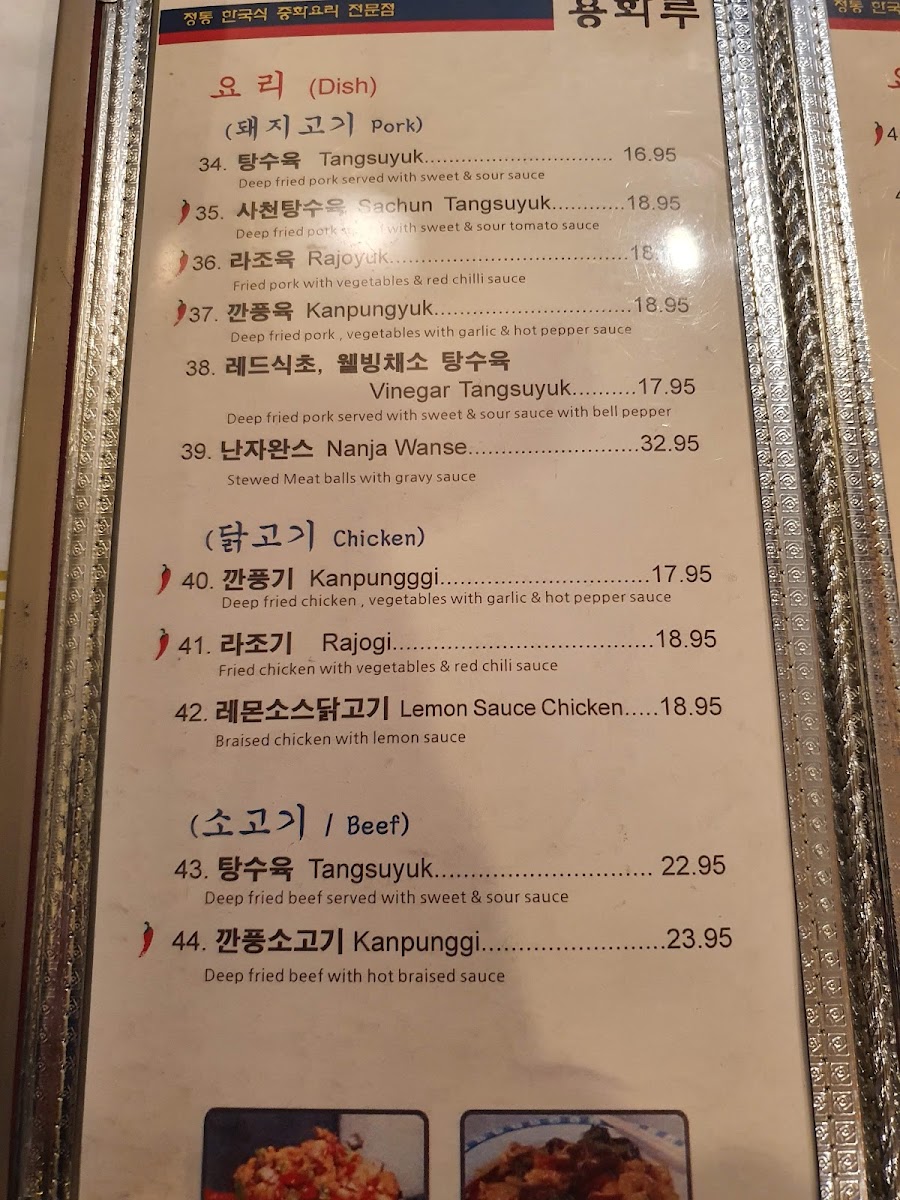 정통 한국식 중화요리 전문점
용화루
요리 (Dish)
(돼지고기 Pork)
34. 탕수육 Tangsuyuk............................... 16.95
Deep fried pork served with sweet & sour sauce
35. 사천탕수육 Sachun Tangsuyuk............18.95
Deep fried pork with sweet & sour tomato sauce
36. 라조육 Rajoyuk.......................................18.
Fried pork with vegetables & red chilli sauce
37. 깐풍육 Kanpungyuk.................................18.95
Deep fried pork , vegetables with garlic & hot pepper sauce
38. 레드식초, 웰빙채소 탕수육
Vinegar Tangsuyuk..........17.95
Deep fried pork served with sweet & sour sauce with bell pepper
39. 난자완스 Nanja Wanse............................32.95
Stewed Meat balls with gravy sauce
(닭고기 Chicken)
40. 깐풍기 Kanpungggi..................................17.95
Deep fried chicken , vegetables with garlic & hot pepper sauce
41. 라조기 Rajogi..........................................18.95
Fried chicken with vegetables & red chili sauce
42. 레몬소스닭고기 Lemon Sauce Chicken.....18.95
Braised chicken with lemon sauce
(소고기 / Beef)
43. 탕수육 Tangsuyuk................................... 22.95
Deep fried beef served with sweet & sour sauce
44. 깐풍소고기 Kanpunggi..............................23.95
Deep fried beef with hot braised sauce
정통 한국
4